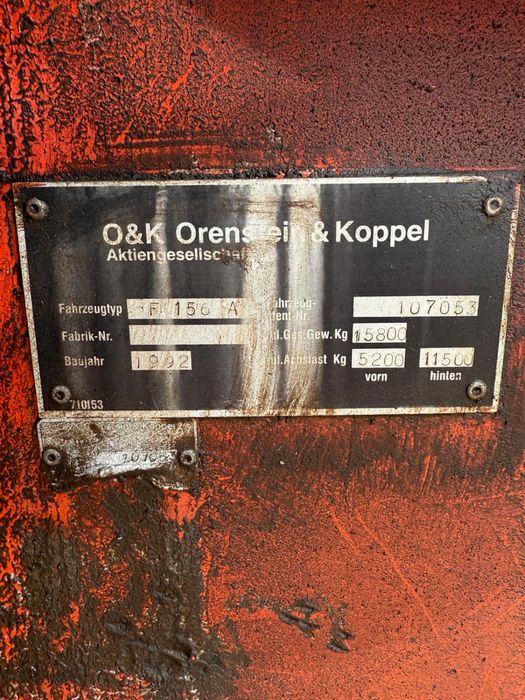 O&K Orenstein & Koppel
Aktiengesellschaft
Fahrzeugtyp F 156 A Fahrzeug-
Ident-Nr. 107053
Fabrik-Nr. Zul.Ges.Gew. Kg 15800
Baujahr 1992 Zul.Achslast Kg 5200 11500
vorn hinten
710153
& Koppel
107053